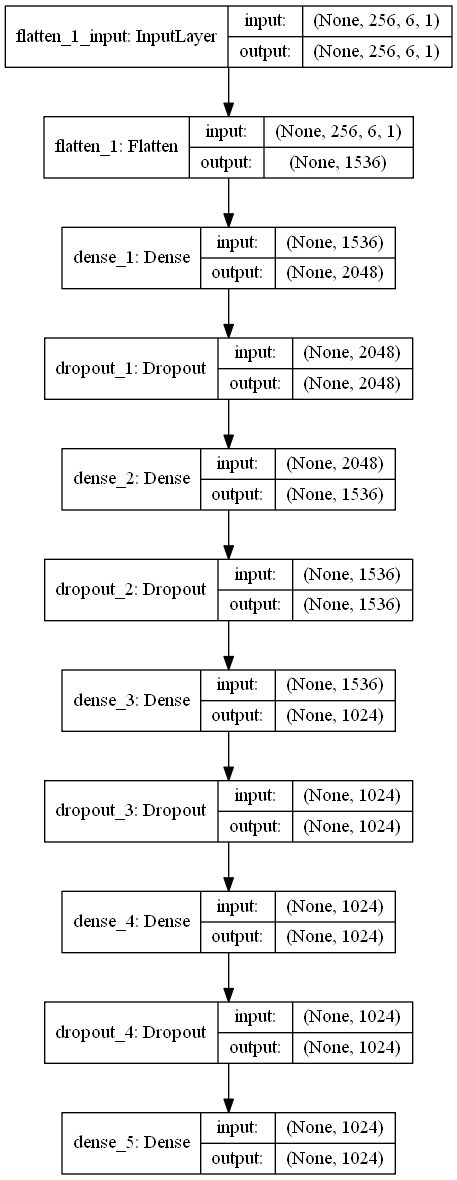 flatten_1_input: InputLayer
input: (None, 256, 6, 1)
output: (None, 256, 6, 1)
flatten_1: Flatten
input: (None, 256, 6, 1)
output: (None, 1536)
dense_1: Dense
input: (None, 1536)
output: (None, 2048)
dropout_1: Dropout
input: (None, 2048)
output: (None, 2048)
dense_2: Dense
input: (None, 2048)
output: (None, 1536)
dropout_2: Dropout
input: (None, 1536)
output: (None, 1536)
dense_3: Dense
input: (None, 1536)
output: (None, 1024)
dropout_3: Dropout
input: (None, 1024)
output: (None, 1024)
dense_4: Dense
input: (None, 1024)
output: (None, 1024)
dropout_4: Dropout
input: (None, 1024)
output: (None, 1024)
dense_5: Dense
input: (None, 1024)
output: (None, 1024)